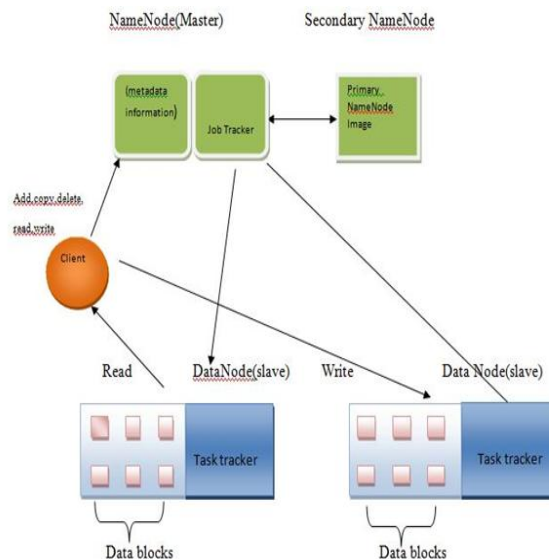 NameNode(Master)
Secondary NameNode
(metadata
information)
Job Tracker
Primary
NameNode
Image
Add,copy,delete,
read,write
Client
Read
DataNode(slave)
Write
Data Node(slave)
Task tracker
Task tracker
Data blocks
Data blocks